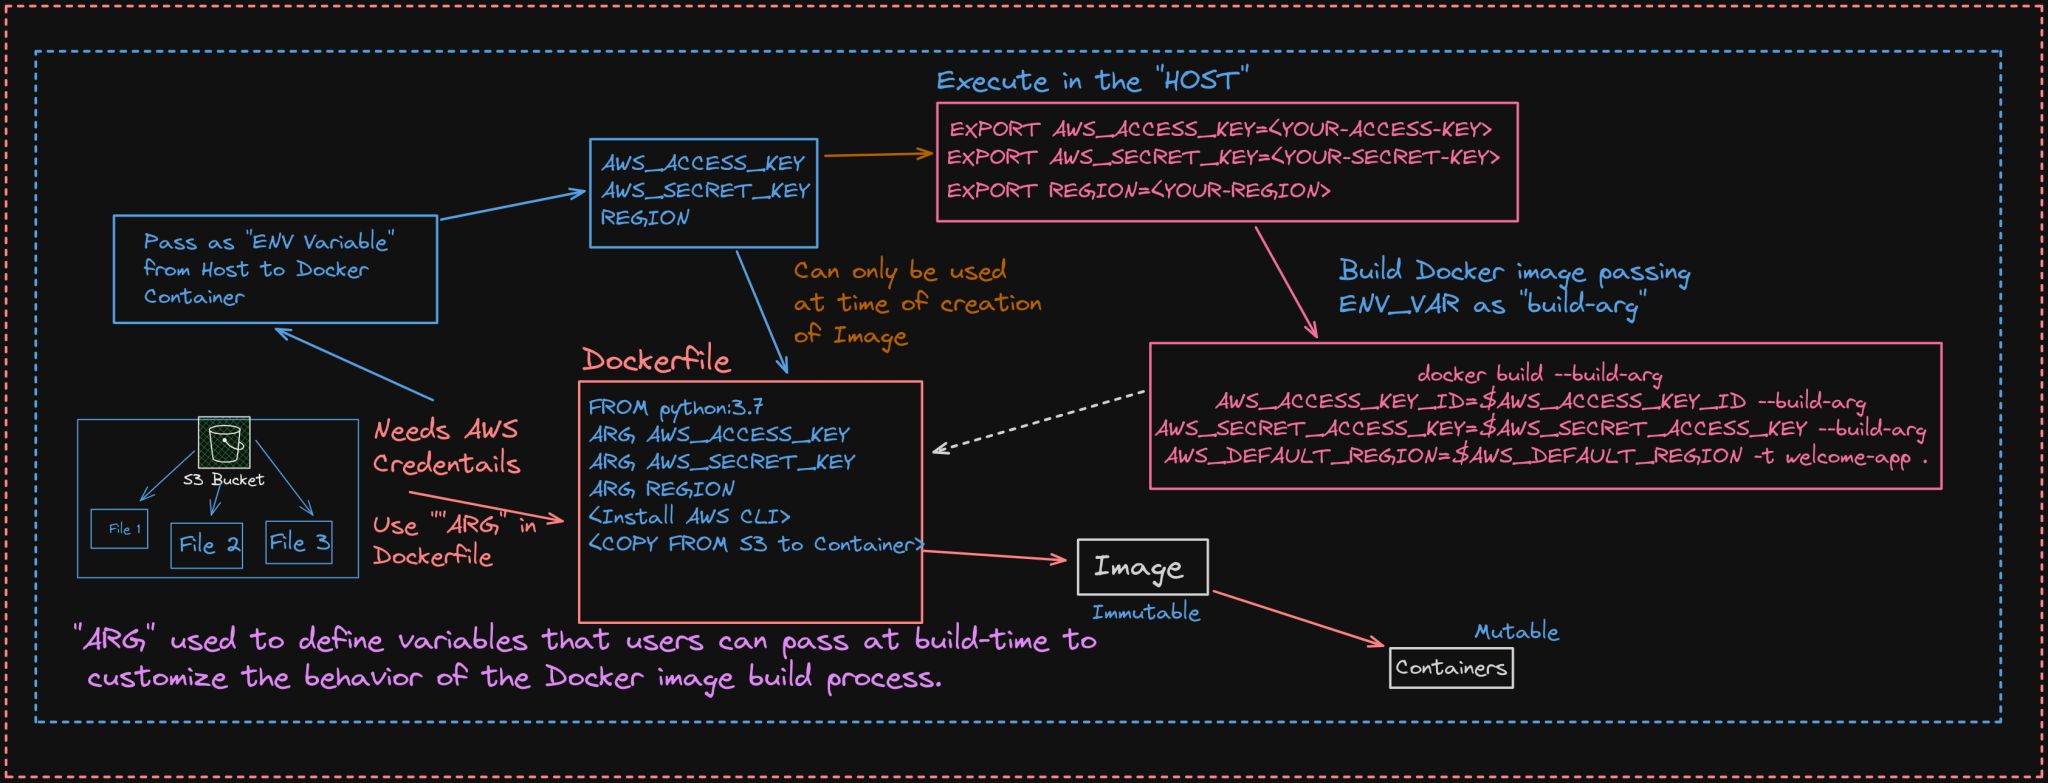 Execute in the "HOST"
EXPORT AWS_ACCESS_KEY=<YOUR-ACCESS-KEY>
EXPORT AWS_SECRET_KEY=<YOUR-SECRET-KEY>
EXPORT REGION=<YOUR-REGION>
AWS_ACCESS_KEY
AWS_SECRET_KEY
REGION
Pass as "ENV Variable"
from Host to Docker
Container
Can only be used
at time of creation
of Image
Build Docker image passing
ENV_VAR as "build-arg"
docker build --build-arg
AWS_ACCESS_KEY_ID=$AWS_ACCESS_KEY_ID --build-arg
AWS_SECRET_ACCESS_KEY=$AWS_SECRET_ACCESS_KEY --build-arg
AWS_DEFAULT_REGION=$AWS_DEFAULT_REGION -t welcome-app .
Dockerfile
FROM python:3.7
ARG AWS_ACCESS_KEY
ARG AWS_SECRET_KEY
ARG REGION
<Install AWS CLI>
<COPY FROM S3 to Container>
Needs AWS
Credentails
Use ""ARG" in
Dockerfile
S3 Bucket
File 1
File 2
File 3
Image
Immutable
Mutable
Containers
"ARG" used to define variables that users can pass at build-time to
customize the behavior of the Docker image build process.